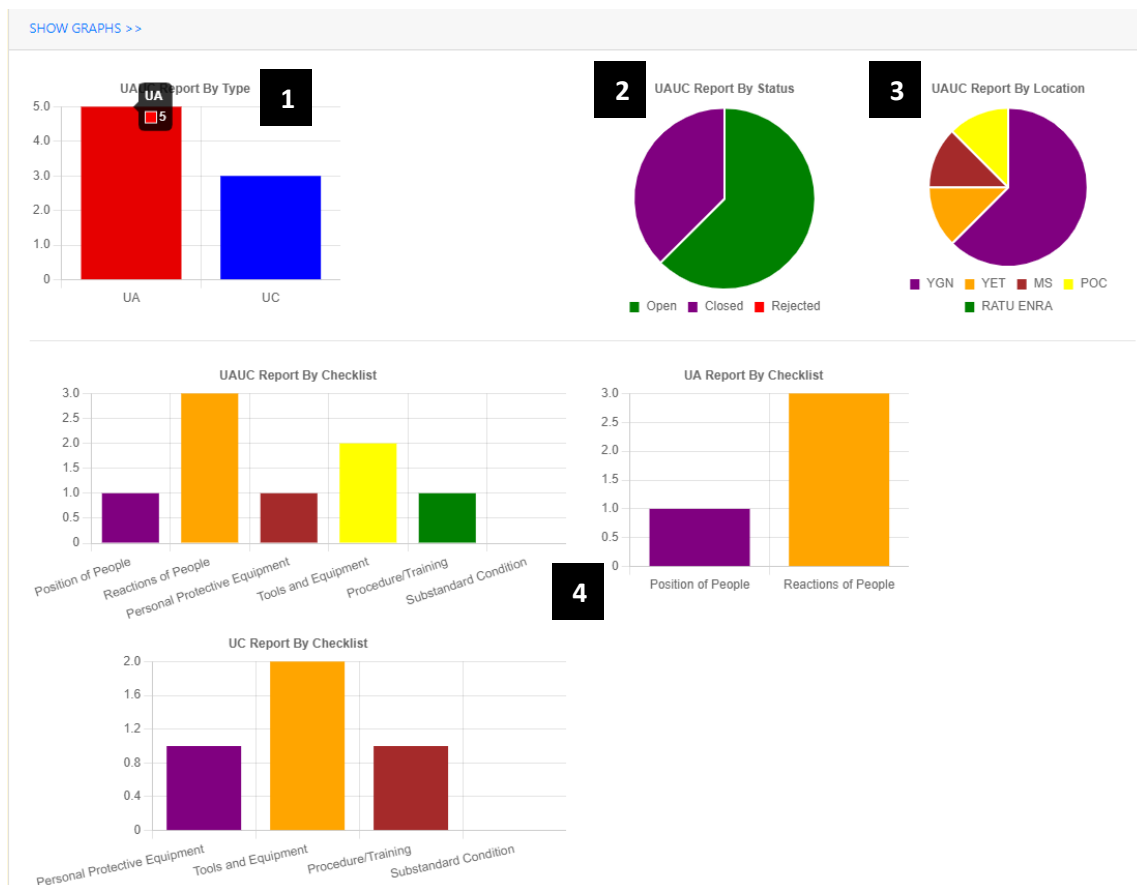 SHOW GRAPHS >>
UAUC Report By Type
1
UA
5
5.0
4.0
3.0
2.0
1.0
0
UA
UC
2
UAUC Report By Status
Open
Closed
Rejected
3
UAUC Report By Location
YGN
YET
MS
POC
RATU ENRA
UAUC Report By Checklist
3.0
2.5
2.0
1.5
1.0
0.5
0
Position of People
Reactions of People
Personal Protective Equipment
Tools and Equipment
Procedure/Training
Substandard Condition
UA Report By Checklist
3.0
2.5
2.0
1.5
1.0
0.5
0
Position of People
Reactions of People
4
UC Report By Checklist
2.0
1.6
1.2
0.8
0.4
0
Personal Protective Equipment
Tools and Equipment
Procedure/Training
Substandard Condition